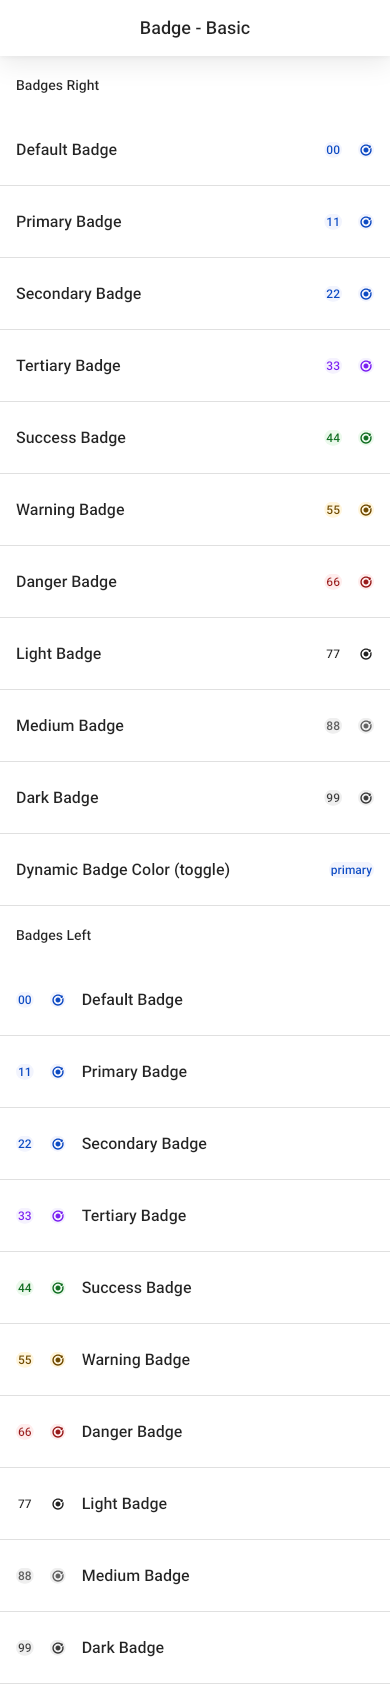 Badge - Basic
Badges Right
Default Badge 00
Primary Badge 11
Secondary Badge 22
Tertiary Badge 33
Success Badge 44
Warning Badge 55
Danger Badge 66
Light Badge 77
Medium Badge 88
Dark Badge 99
Dynamic Badge Color (toggle) primary
Badges Left
00 Default Badge
11 Primary Badge
22 Secondary Badge
33 Tertiary Badge
44 Success Badge
55 Warning Badge
66 Danger Badge
77 Light Badge
88 Medium Badge
99 Dark Badge